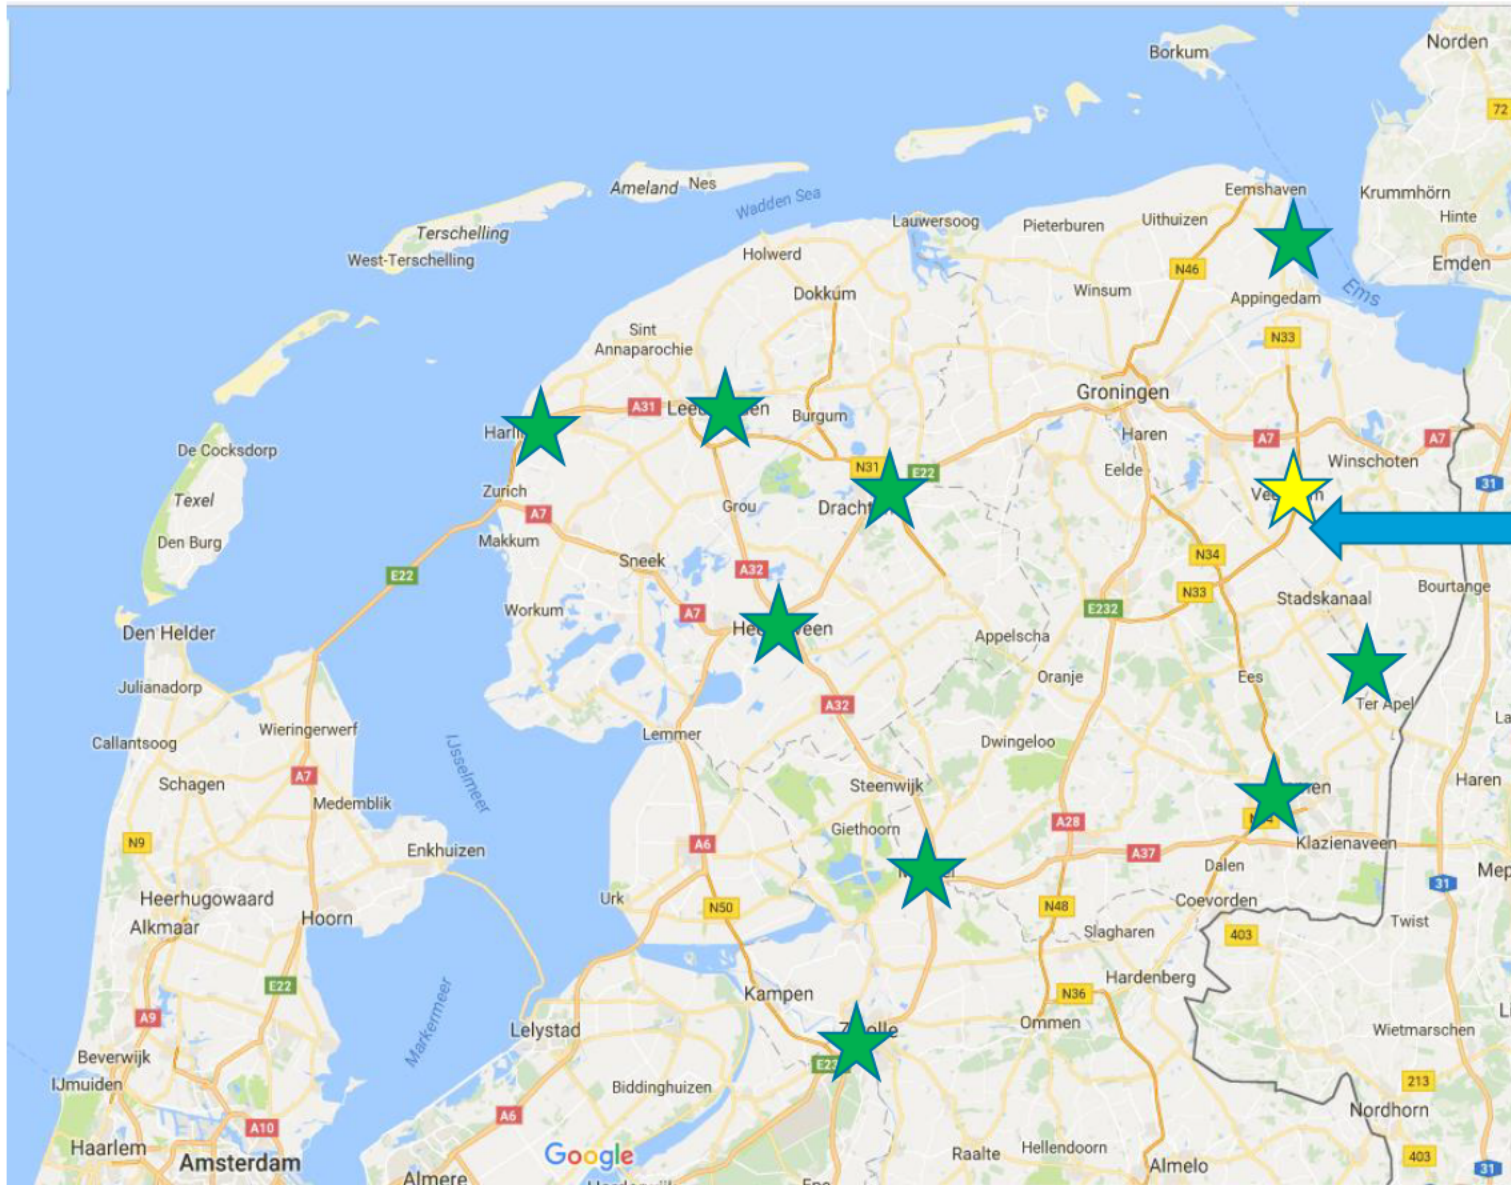 Borkum
Norden
72
Ameland Nes
Eemshaven
Krummhörn
Wadden Sea
Lauwersoog
Pieterburen
Uithuizen
Hinte
Terschelling
West-Terschelling
Holwerd
N46
Emden
Dokkum
Winsum
Appingedam
Ems
Sint
Annaparochie
N33
Groningen
A31
Burgum
De Cocksdorp
Haren
A7
A7
Winschoten
Eelde
N31
E22
31
Texel
Zurich
Grou
A7
Den Burg
Makkum
Sneek
A32
N34
E22
N33
Bourtange
Stadskanaal
Workum
A7
E232
Den Helder
Appelscha
Oranje
Ees
Julianadorp
A32
Ter Apel
Wieringerwerf
Lemmer
Callantsoog
IJsselmeer
Dwingeloo
A7
Schagen
Steenwijk
Haren
Medemblik
Giethoorn
A28
N9
A6
A37
Klazienaveen
Enkhuizen
Dalen
31
Heerhugowaard
Urk
N50
N48
Coevorden
Alkmaar
Hoorn
Slagharen
403
Twist
E22
Kampen
N36
Hardenberg
A9
Markermeer
Lelystad
Ommen
Wietmarschen
Beverwijk
IJmuiden
Biddinghuizen
213
A6
Nordhorn
A10
Haarlem
Amsterdam
Google
Raalte
Hellendoorn
403
Almelo
31
Almere